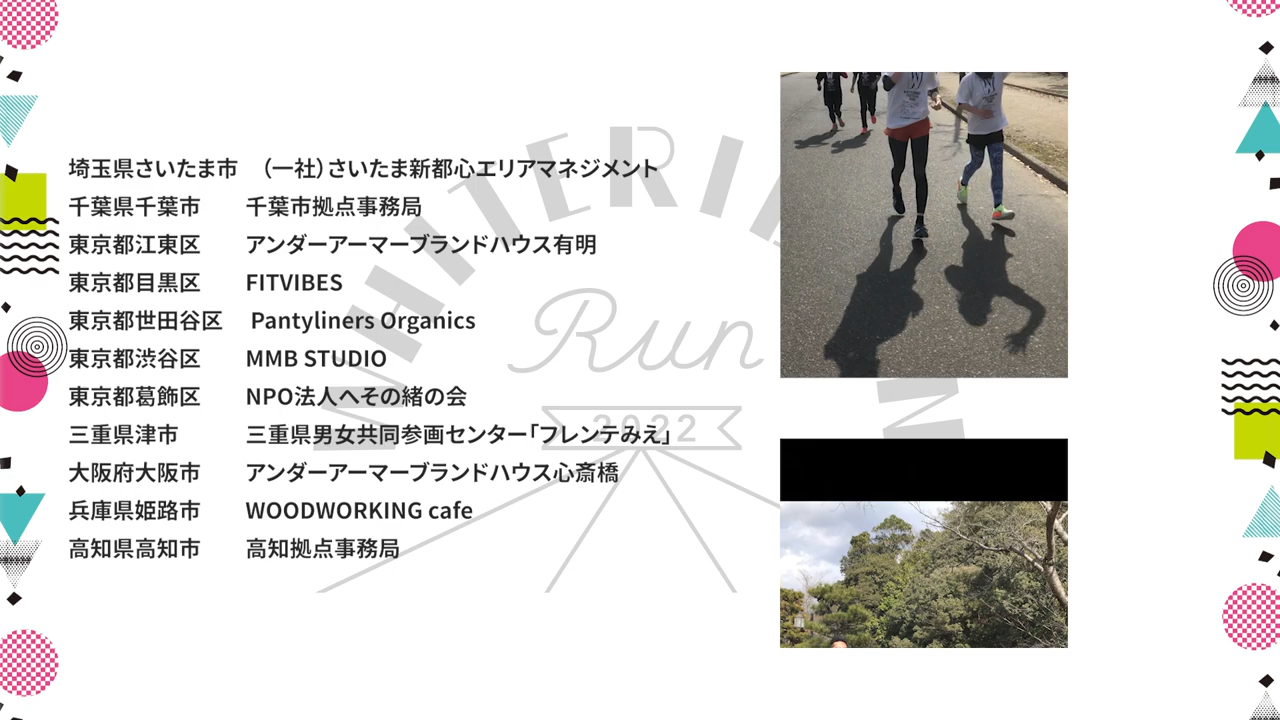 埼玉県さいたま市　（一社）さいたま新都心エリアマネジメント
千葉県千葉市　　千葉市拠点事務局
東京都江東区　　アンダーアーマーブランドハウス有明
東京都目黒区　　FITVIBES
東京都世田谷区　Pantyliners Organics
東京都渋谷区　　MMB STUDIO
東京都葛飾区　　NPO法人へその緒の会
三重県津市　　　三重県男女共同参画センター「フレンテみえ」
大阪府大阪市　　アンダーアーマーブランドハウス心斎橋
兵庫県姫路市　　WOODWORKING cafe
高知県高知市　　高知拠点事務局
Run
2022